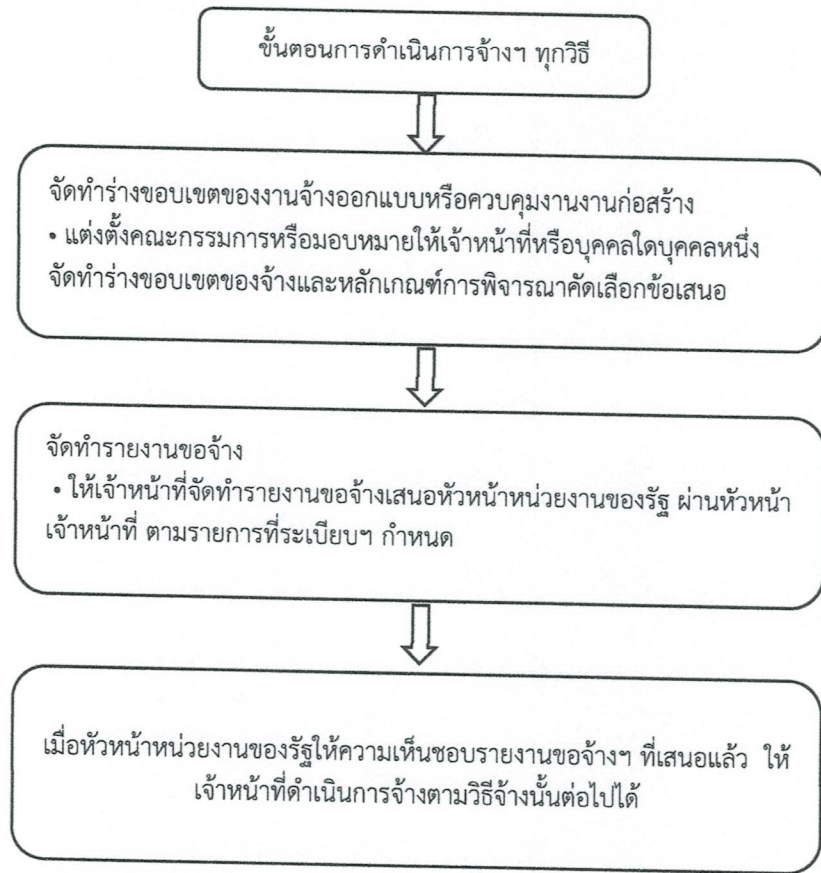 ขั้นตอนการดำเนินการจ้างฯ ทุกวิธี
จัดทำร่างขอบเขตของงานจ้างออกแบบหรือควบคุมงานงานก่อสร้าง
• แต่งตั้งคณะกรรมการหรือมอบหมายให้เจ้าหน้าที่หรือบุคคลใดบุคคลหนึ่ง
จัดทำร่างขอบเขตของจ้างและหลักเกณฑ์การพิจารณาคัดเลือกข้อเสนอ
จัดทำรายงานขอจ้าง
• ให้เจ้าหน้าที่จัดทำรายงานขอจ้างเสนอหัวหน้าหน่วยงานของรัฐ ผ่านหัวหน้า
เจ้าหน้าที่ ตามรายการที่ระเบียบฯ กำหนด
เมื่อหัวหน้าหน่วยงานของรัฐให้ความเห็นชอบรายงานขอจ้างฯ ที่เสนอแล้ว ให้
เจ้าหน้าที่ดำเนินการจ้างตามวิธีจ้างนั้นต่อไปได้